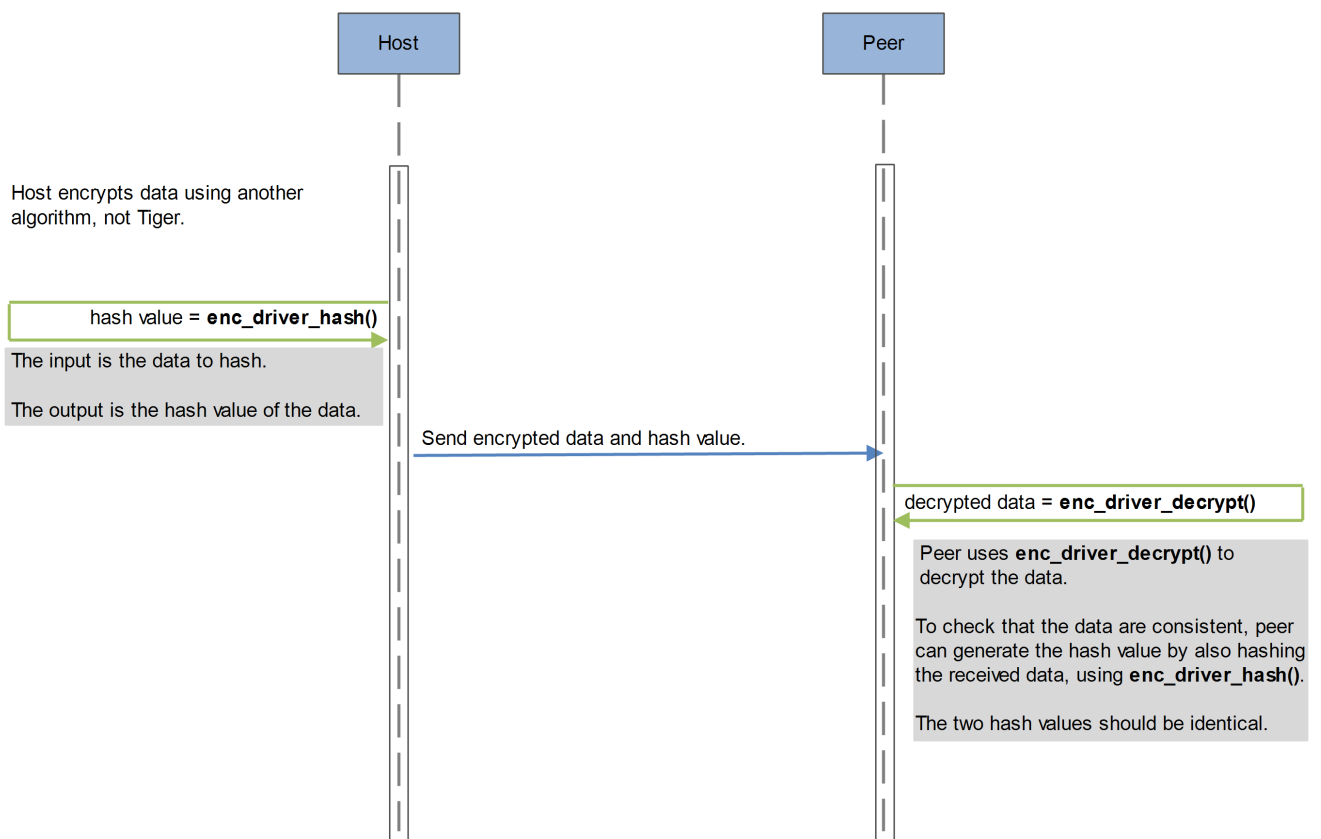 Host
Peer
Host encrypts data using another
algorithm, not Tiger.
hash value = enc_driver_hash()
The input is the data to hash.
The output is the hash value of the data.
Send encrypted data and hash value.
decrypted data = enc_driver_decrypt()
Peer uses enc_driver_decrypt() to
decrypt the data.
To check that the data are consistent, peer
can generate the hash value by also hashing
the received data, using enc_driver_hash().
The two hash values should be identical.